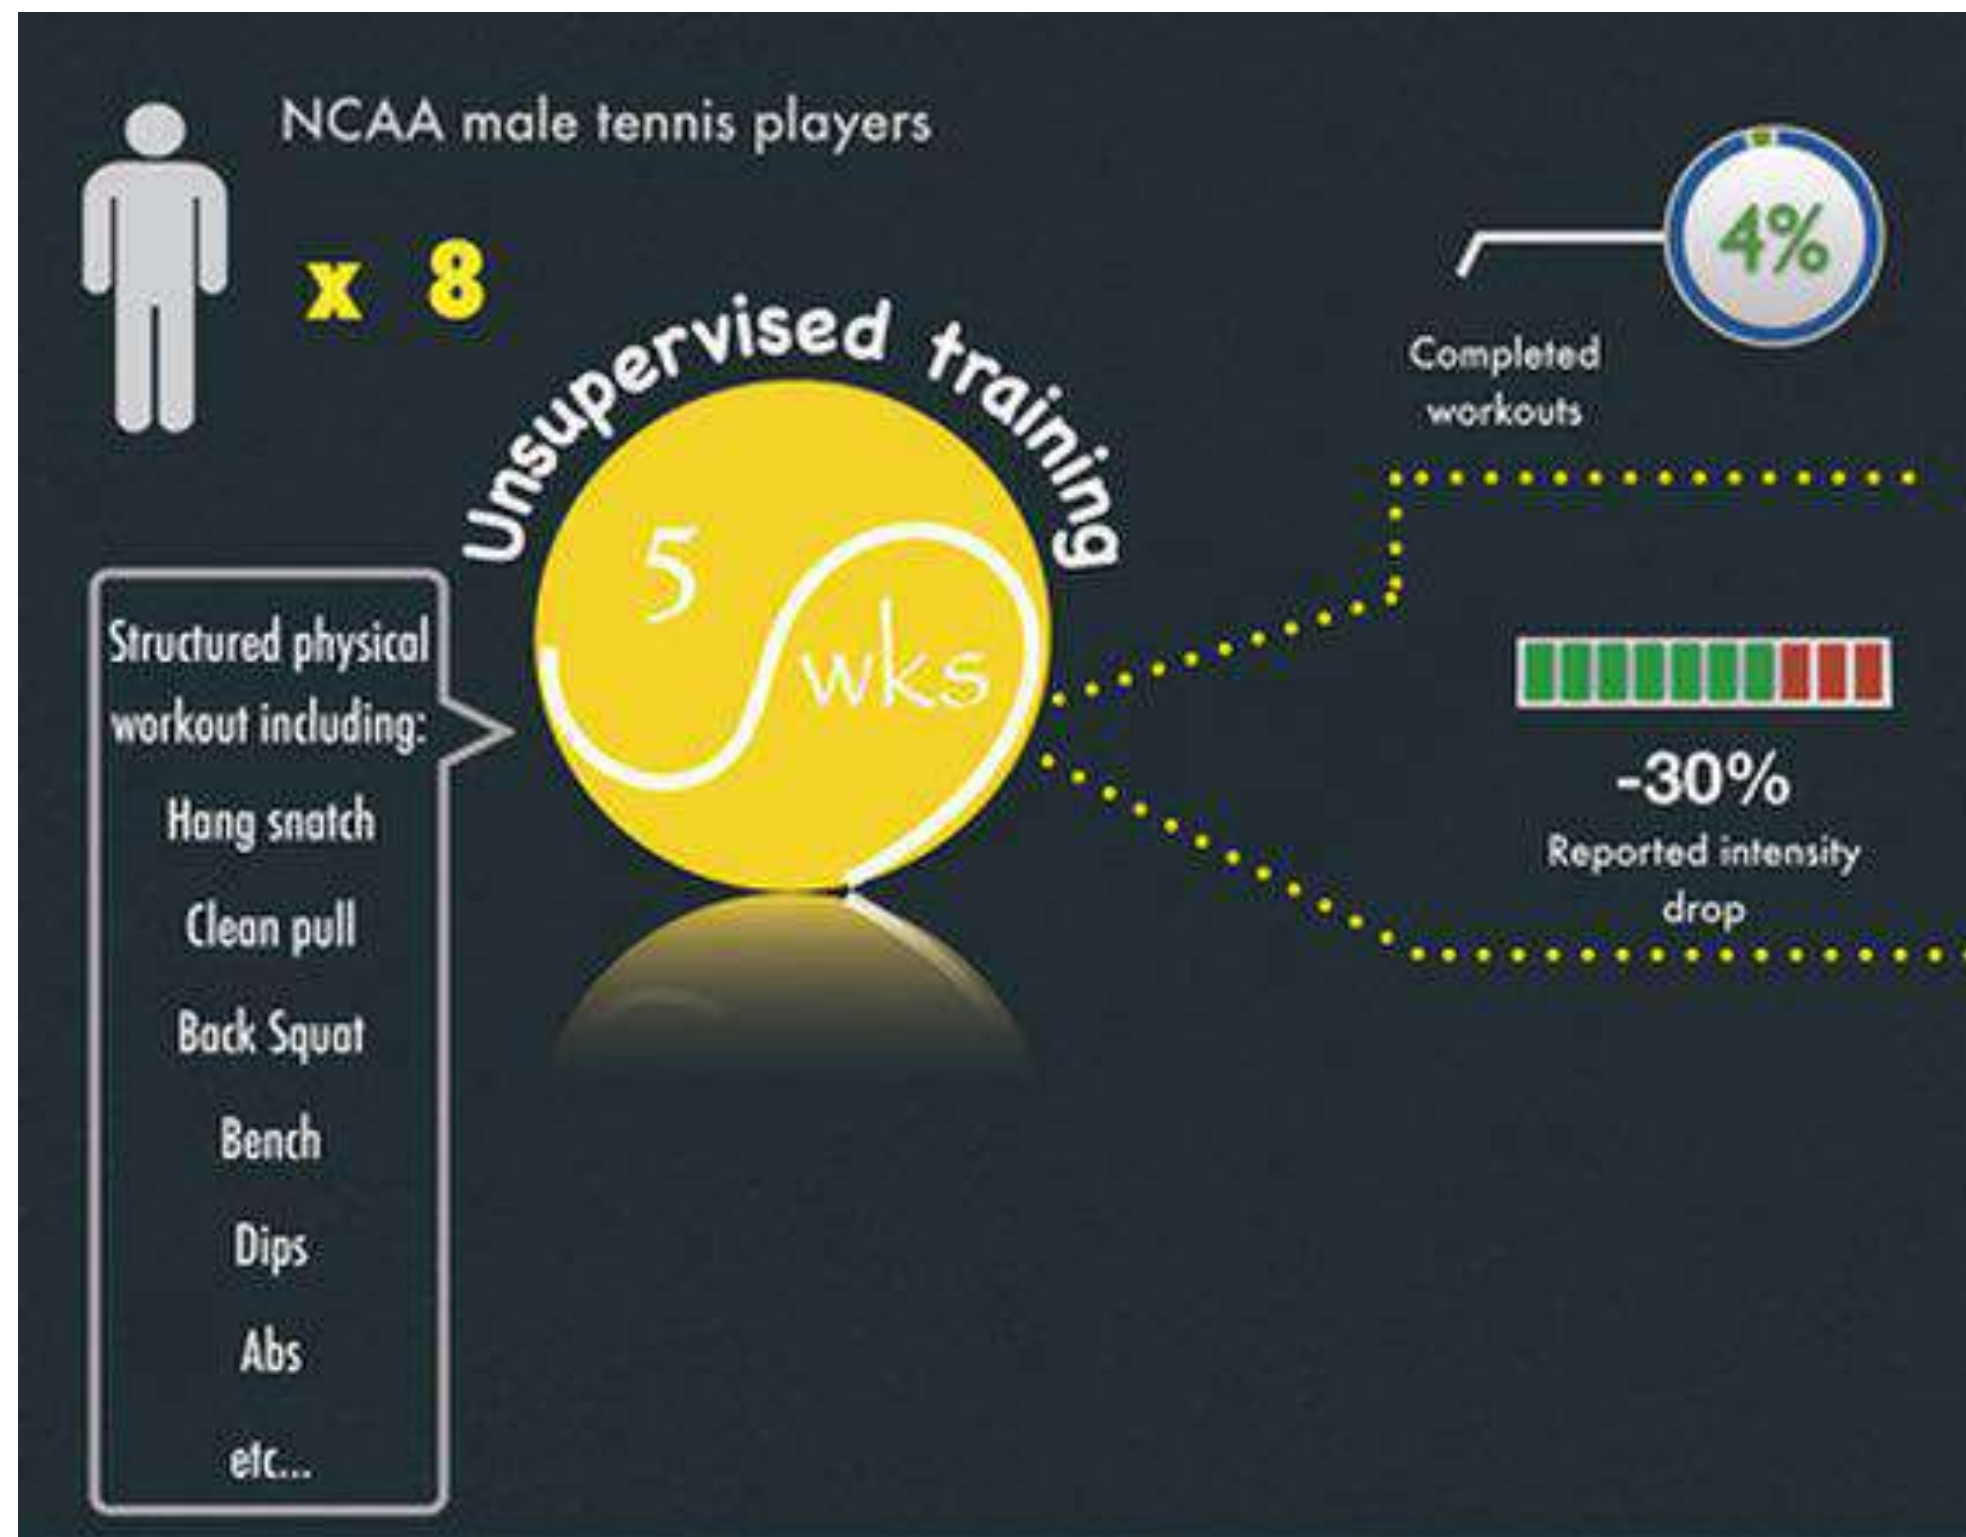 NCAA male tennis players
x 8
Unsupervised training
5
wks
Structured physical
workout including:
Hang snatch
Clean pull
Back Squat
Bench
Dips
Abs
etc...
4%
Completed
workouts
-30%
Reported intensity
drop